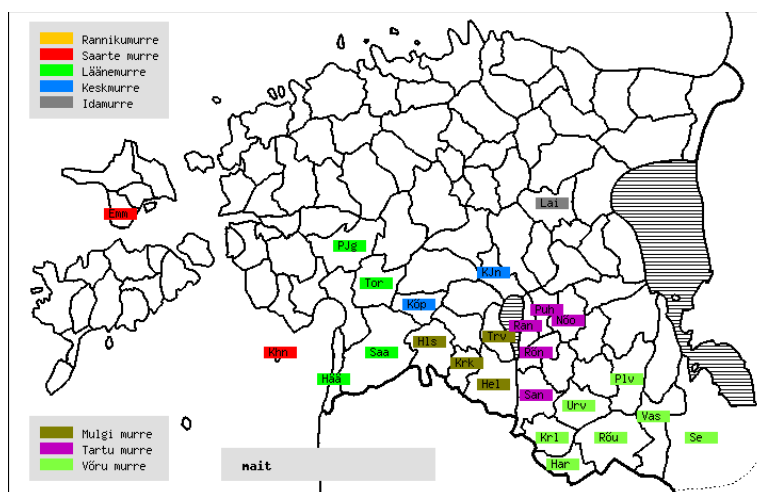 Rannikumurre
Saarte murre
Läänemurre
Keskmurre
Idamurre
Lai
Emm
PJg
KJn
Tor
Kõp
Puh
Nõo
Ran
Trv
Hls
Khn
Saa
Rõn
Krk
Hää
Hel
Plv
San
Urv
Vas
Krl
Rõu
Se
Har
Mulgi murre
Tartu murre
Võru murre
mait